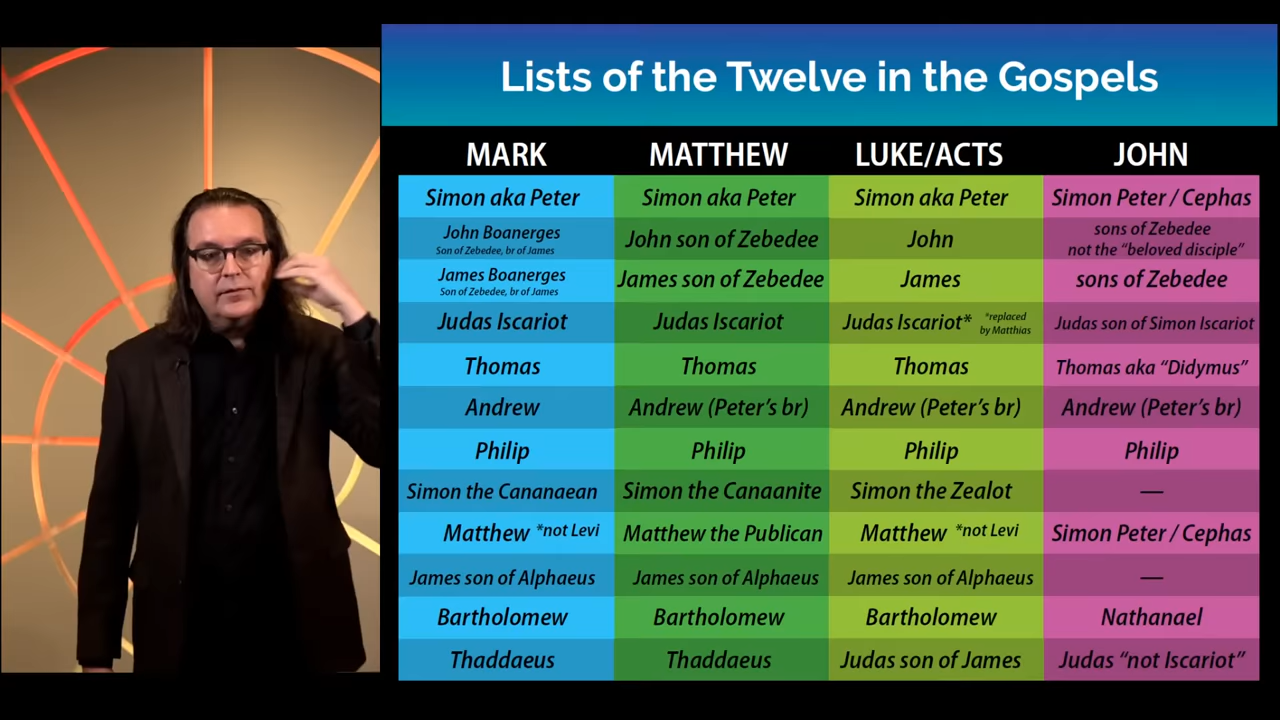 Lists of the Twelve in the Gospels
MARK MATTHEW LUKE/ACTS JOHN
Simon aka Peter Simon aka Peter Simon aka Peter Simon Peter / Cephas
John Boanerges
Son of Zebedee, br of James
John son of Zebedee
John
sons of Zebedee
not the "beloved disciple"
James Boanerges
Son of Zebedee, br of James
James son of Zebedee
James
sons of Zebedee
Judas Iscariot
Judas Iscariot
Judas Iscariot*
*replaced
by Matthias
Judas son of Simon Iscariot
Thomas Thomas Thomas Thomas aka "Didymus"
Andrew Andrew (Peter's br) Andrew (Peter's br) Andrew (Peter's br)
Philip Philip Philip Philip
Simon the Cananaean Simon the Canaanite Simon the Zealot —
Matthew *not Levi Matthew the Publican Matthew *not Levi Simon Peter / Cephas
James son of Alphaeus James son of Alphaeus James son of Alphaeus —
Bartholomew Bartholomew Bartholomew Nathanael
Thaddaeus Thaddaeus Judas son of James Judas "not Iscariot"